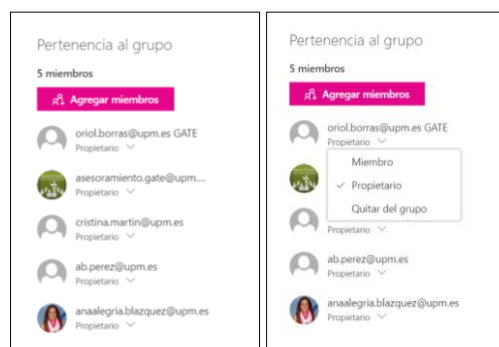 Pertenencia al grupo
5 miembros
Agregar miembros
oriol.borras@upm.es GATE
Propietario
asesoramiento.gate@upm....
Propietario
cristina.martin@upm.es
Propietario
ab.perez@upm.es
Propietario
anaalegria.blazquez@upm.es
Propietario
Pertenencia al grupo
5 miembros
Agregar miembros
oriol.borras@upm.es GATE
Propietario
Miembro
Propietario
Quitar del grupo
Propietario
ab.perez@upm.es
Propietario
anaalegria.blazquez@upm.es
Propietario